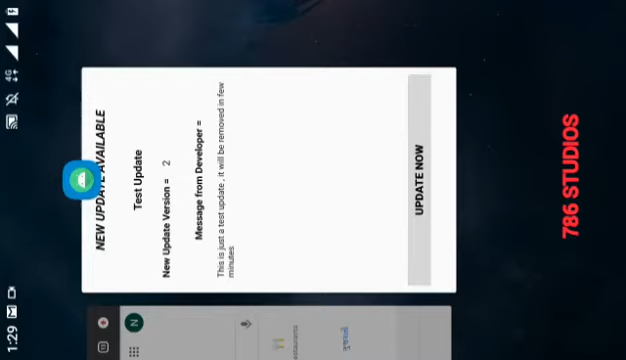 1:29
4G
NEW UPDATE AVAILABLE
Test Update
New Update Version = 2
Message from Developer =
This is just a test update , it will be removed in few
minutes
UPDATE NOW
N
786 STUDIOS